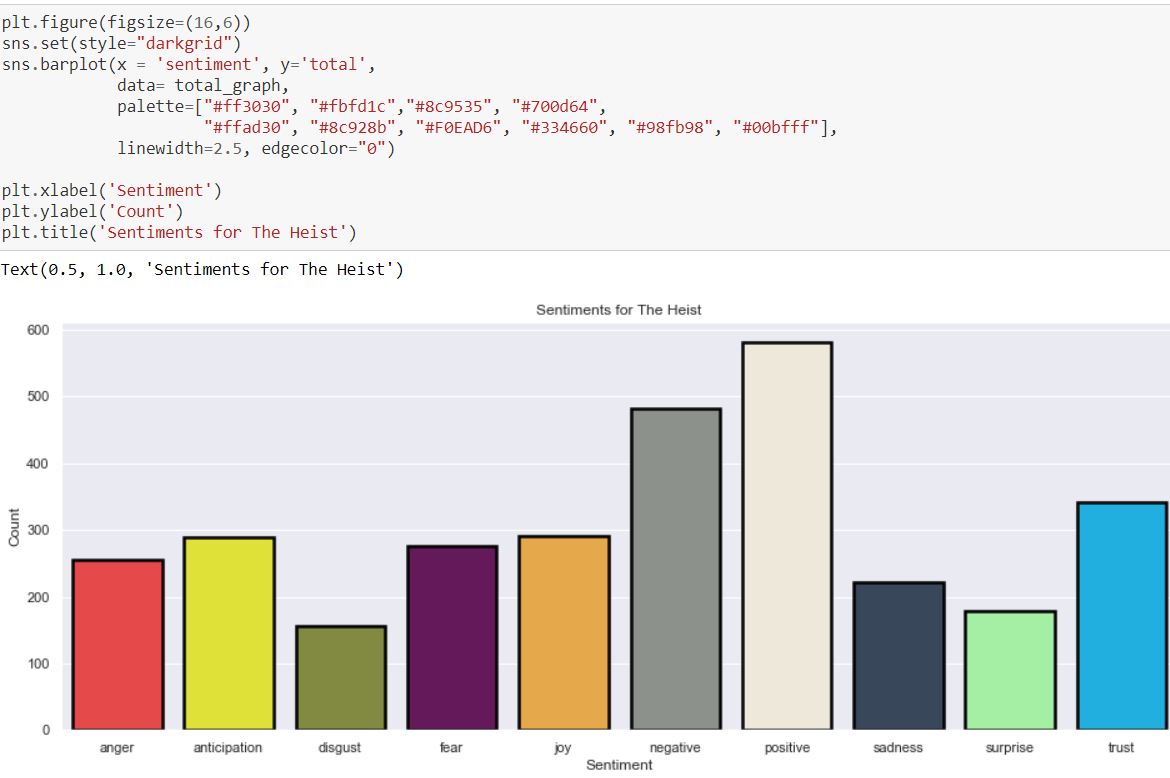 plt.figure(figsize=(16,6))
sns.set(style="darkgrid")
sns.barplot(x = 'sentiment', y='total',
            data= total_graph,
            palette=["#ff3030", "#fbfd1c","#8c9535", "#700d64",
                     "#ffad30", "#8c928b", "#F0EAD6", "#334660", "#98fb98", "#00bfff"],
            linewidth=2.5, edgecolor="0")
plt.xlabel('Sentiment')
plt.ylabel('Count')
plt.title('Sentiments for The Heist')
Text(0.5, 1.0, 'Sentiments for The Heist')
Sentiments for The Heist
600
500
400
300
200
100
0
Count
anger anticipation disgust fear joy negative positive sadness surprise trust
Sentiment